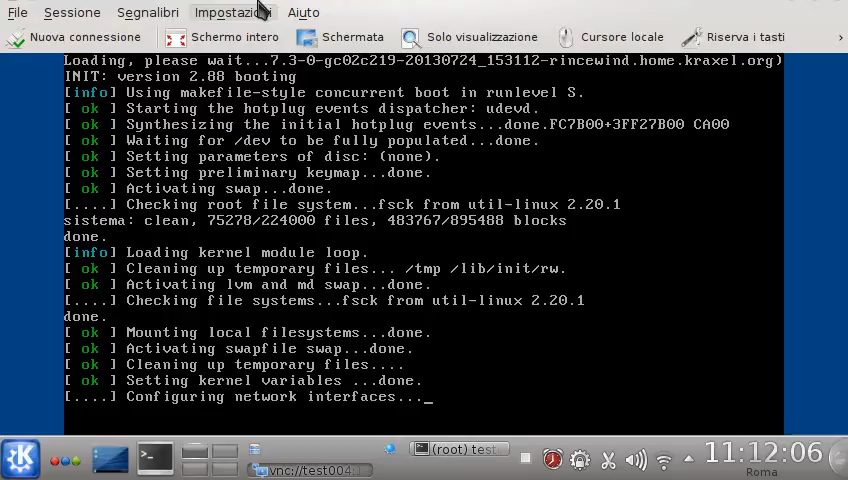 File Sessione Segnalibri Impostazioni Aiuto
Nuova connessione Schermo intero Schermata Solo visualizzazione Cursore locale Riserva i tasti
Loading, please wait...7.3-0-gc02c219-20130724_153112-rincewind.home.kraxel.org)
INIT: version 2.88 booting
[info] Using makefile-style concurrent boot in runlevel S.
[ ok ] Starting the hotplug events dispatcher: udevd.
[ ok ] Synthesizing the initial hotplug events...done.FC7B00+3FF27B00 CA00
[ ok ] Waiting for /dev to be fully populated...done.
[ ok ] Setting parameters of disc: (none).
[ ok ] Setting preliminary keymap...done.
[ ok ] Activating swap...done.
[....] Checking root file system...fsck from util-linux 2.20.1
sistema: clean, 75278/224000 files, 483767/895488 blocks
done.
[info] Loading kernel module loop.
[ ok ] Cleaning up temporary files... /tmp /lib/init/rw.
[ ok ] Activating lvm and md swap...done.
[....] Checking file systems...fsck from util-linux 2.20.1
done.
[ ok ] Mounting local filesystems...done.
[ ok ] Activating swapfile swap...done.
[ ok ] Cleaning up temporary files....
[ ok ] Setting kernel variables ...done.
[....] Configuring network interfaces..._
(root) test
vnc://test004:
11:12:06
Roma